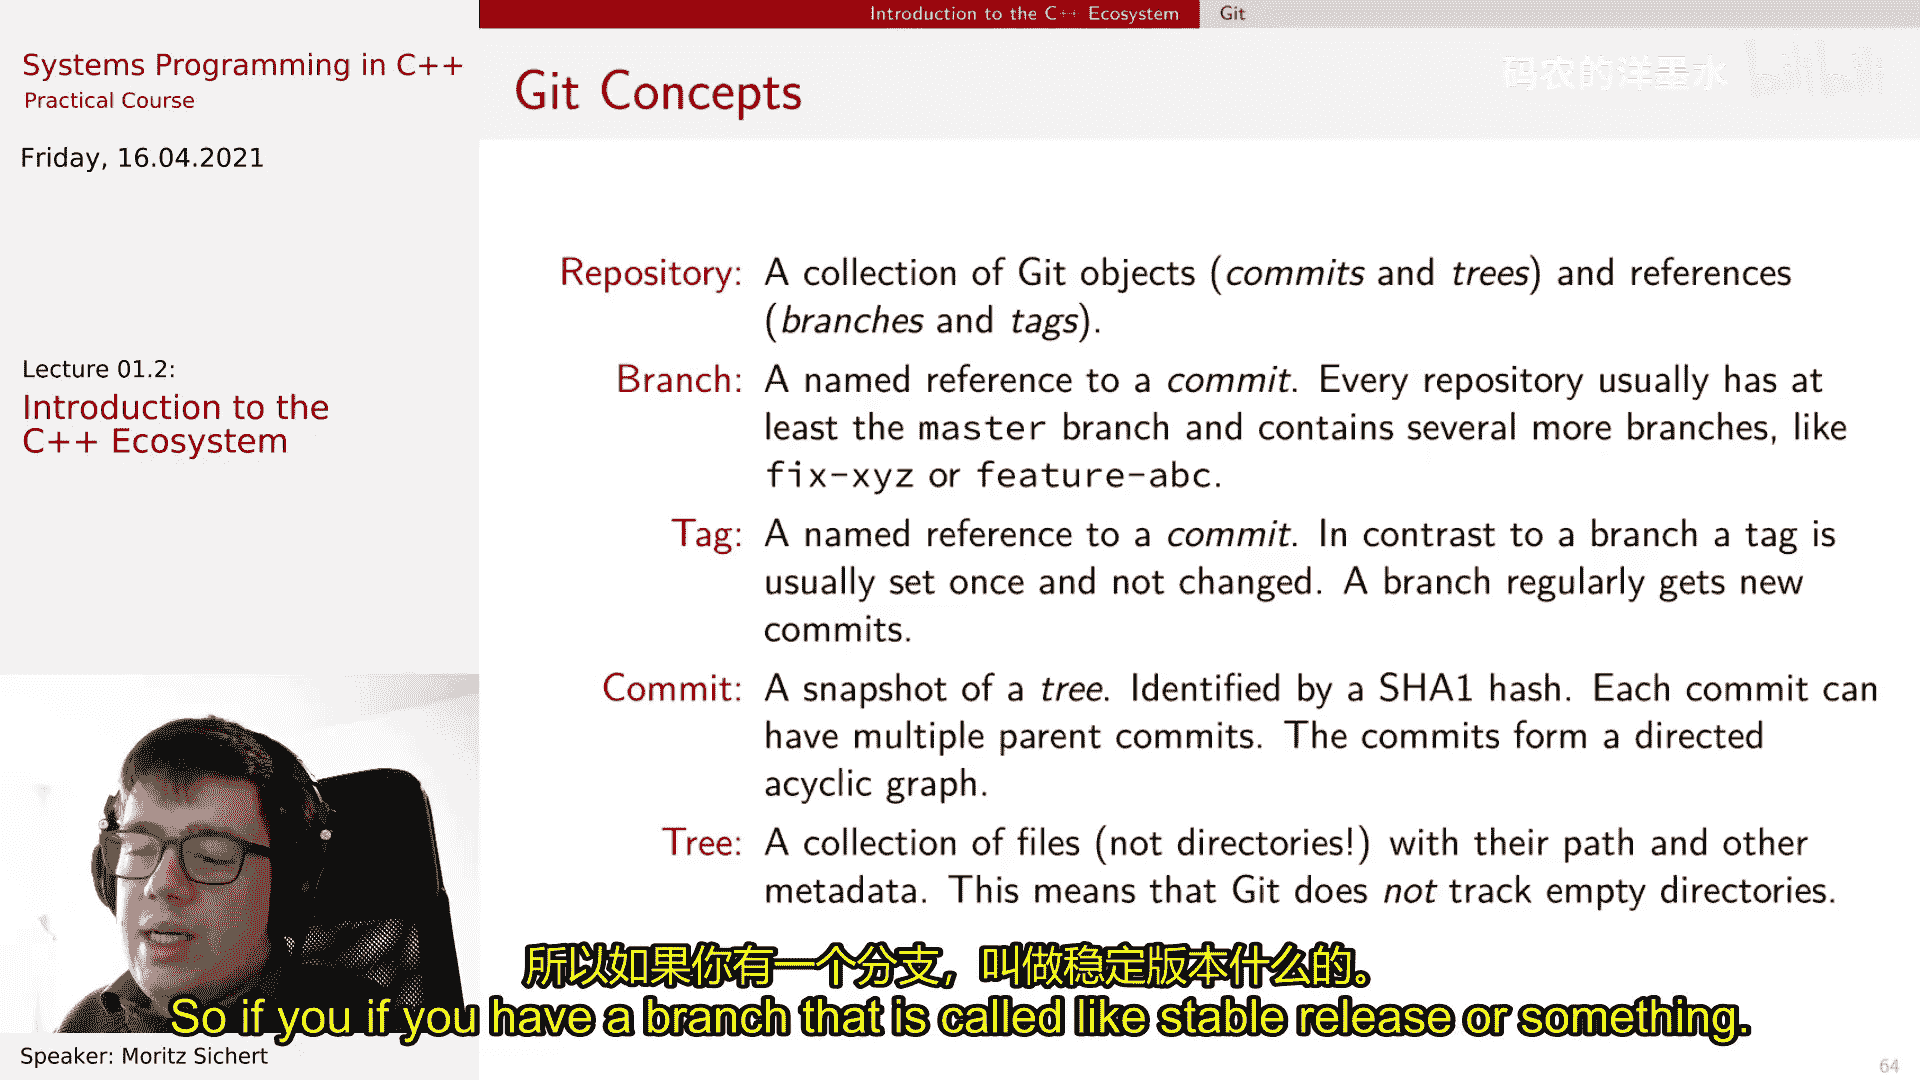 Introduction to the C++ Ecosystem
Git
Systems Programming in C++
Practical Course
Friday, 16.04.2021
Lecture 01.2:
Introduction to the
C++ Ecosystem
Git Concepts
码农的洋墨水 bilibili
Repository: A collection of Git objects (commits and trees) and references
(branches and tags).
Branch: A named reference to a commit. Every repository usually has at
least the master branch and contains several more branches, like
fix-xyz or feature-abc.
Tag: A named reference to a commit. In contrast to a branch a tag is
usually set once and not changed. A branch regularly gets new
commits.
Commit: A snapshot of a tree. Identified by a SHA1 hash. Each commit can
have multiple parent commits. The commits form a directed
acyclic graph.
Tree: A collection of files (not directories!) with their path and other
metadata. This means that Git does not track empty directories.
所以如果你有一个分支，叫做稳定版本什么的。
So if you if you have a branch that is called like stable release or something.
Speaker: Moritz Sichert
64